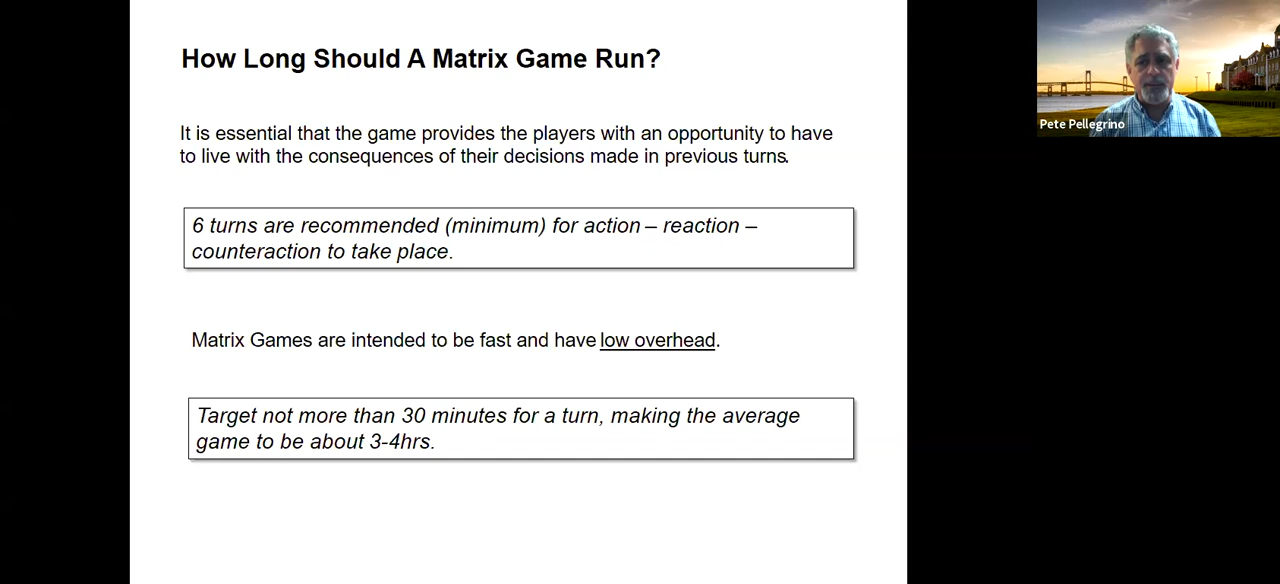 How Long Should A Matrix Game Run?
It is essential that the game provides the players with an opportunity to have
to live with the consequences of their decisions made in previous turns.
6 turns are recommended (minimum) for action – reaction –
counteraction to take place.
Matrix Games are intended to be fast and have low overhead.
Target not more than 30 minutes for a turn, making the average
game to be about 3-4hrs.
Pete Pellegrino